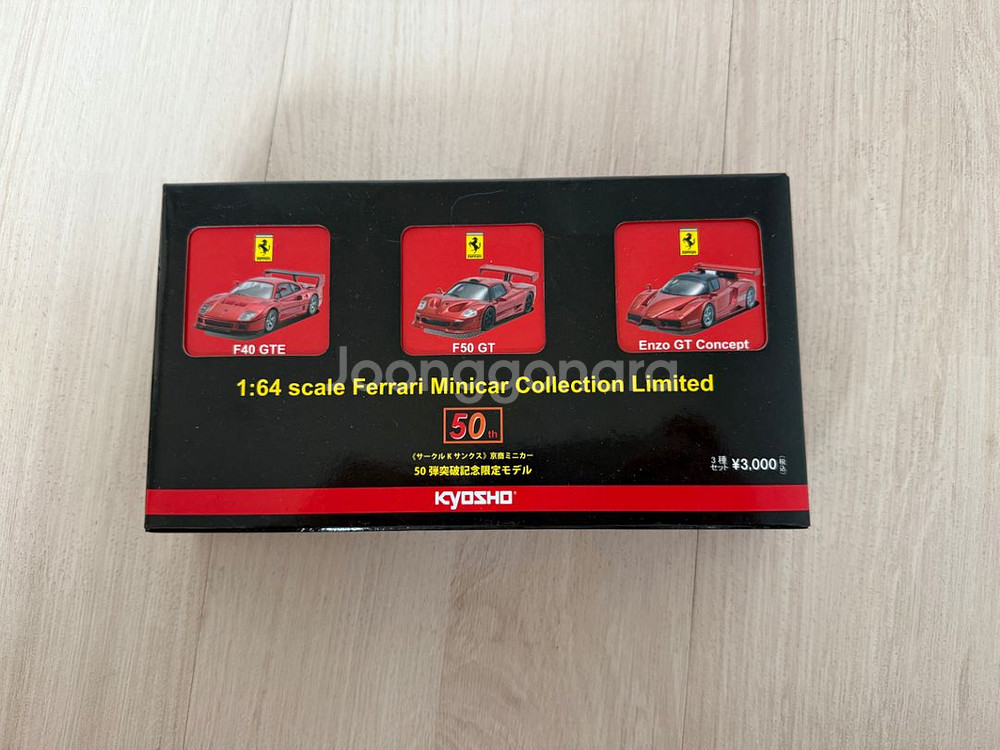 F40 GTE
F50 GT
Enzo GT Concept
Joonggonara
1:64 scale Ferrari Minicar Collection Limited
50th
《サークルKサンクス》京商ミニカー
50弾突破記念限定モデル
3種セット ¥3,000(税込)
KYOSHO